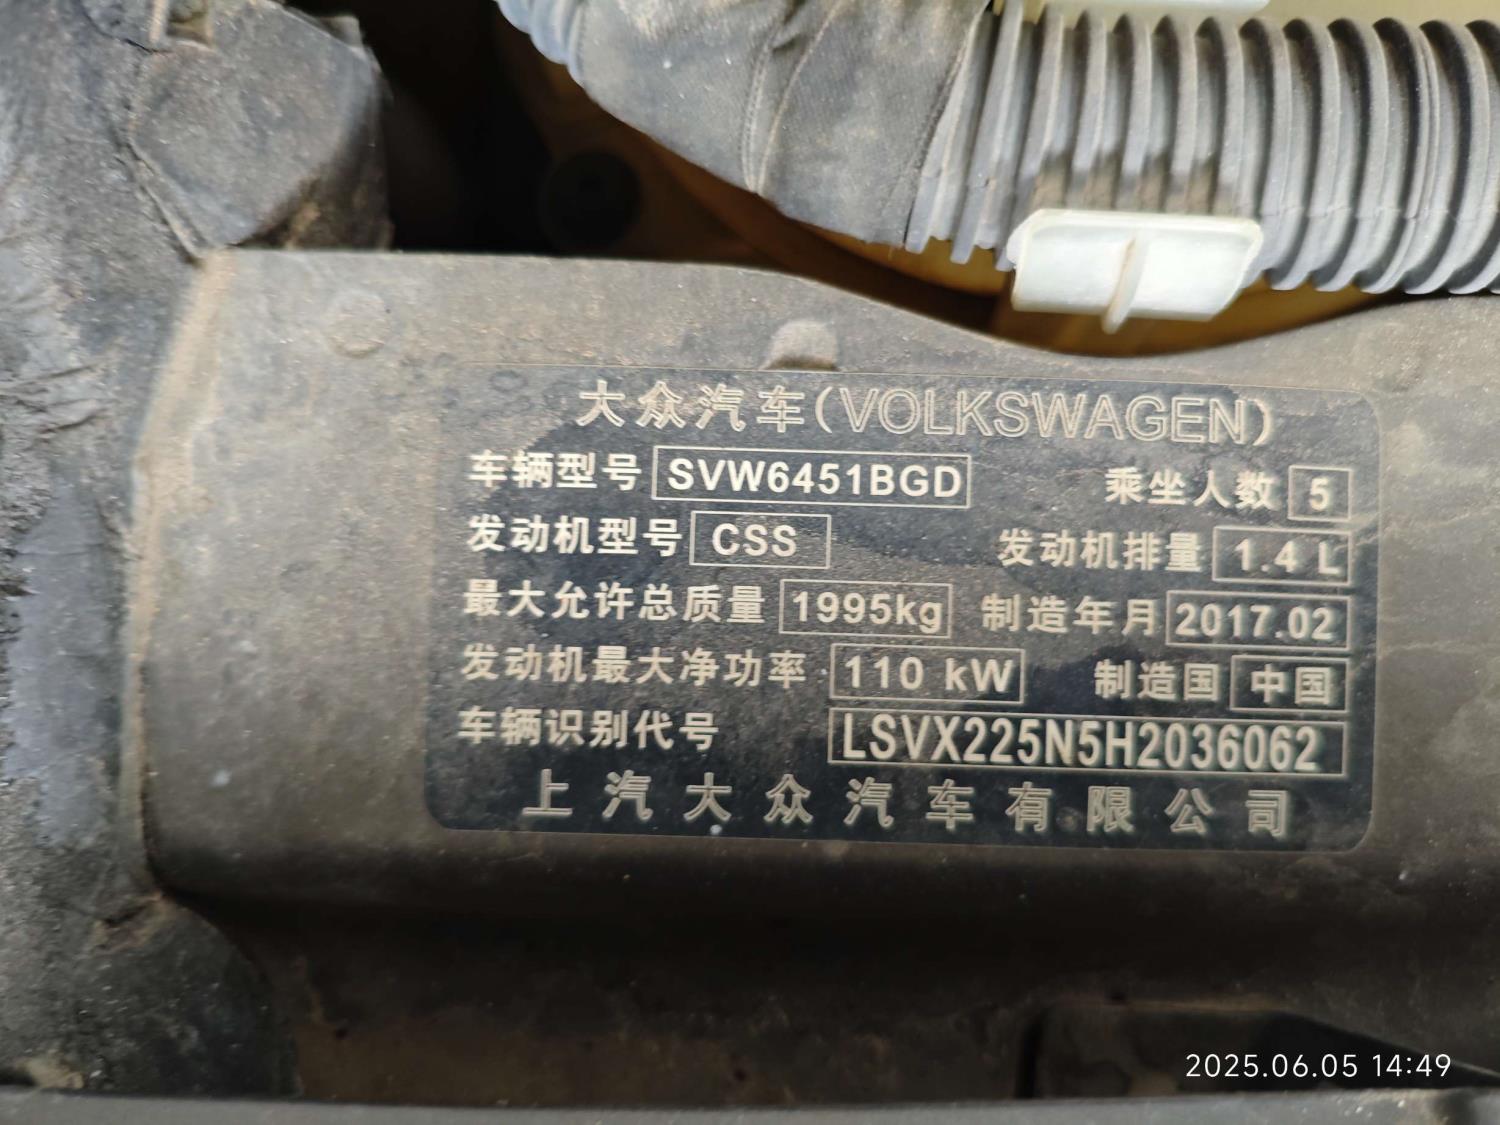 大众汽车(VOLKSWAGEN)
车辆型号 SVW6451BGD 乘坐人数 5
发动机型号 CSS 发动机排量 1.4 L
最大允许总质量 1995kg 制造年月 2017.02
发动机最大净功率 110 kW 制造国 中国
车辆识别代号 LSVX225N5H2036062
上汽大众汽车有限公司
2025.06.05 14:49